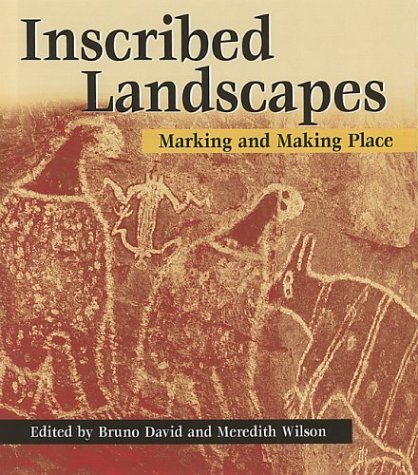 Inscribed
Landscapes
Marking and Making Place
Edited by Bruno David and Meredith Wilson